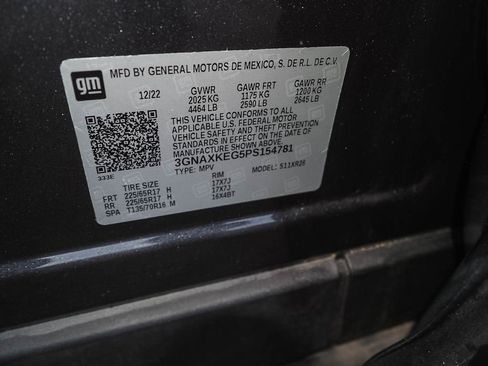 gm
MFD BY GENERAL MOTORS DE MEXICO, S. DE R.L. DE C.V.
12/22 GVWR GAWR FRT GAWR RR
2025 KG 1175 KG 1200 KG
4464 LB 2590 LB 2645 LB
THIS VEHICLE CONFORMS TO ALL
APPLICABLE U.S. FEDERAL MOTOR
VEHICLE SAFETY AND THEFT
PREVENTION STANDARDS IN
EFFECT ON THE DATE OF
MANUFACTURE SHOWN ABOVE.
3GNAXKEG5PS154781
TYPE: MPV MODEL: S11XR26
333E
TIRE SIZE RIM
FRT 225/65R17 H 17X7J
RR 225/65R17 H 17X7J
SPA T135/70R16 M 16X4BT